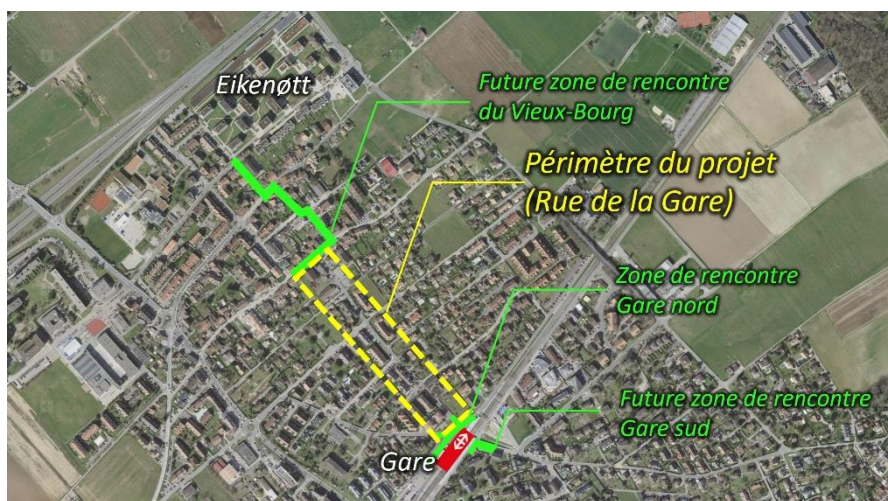 Eikenøtt
Future zone de rencontre
du Vieux-Bourg
Périmètre du projet
(Rue de la Gare)
Zone de rencontre
Gare nord
Future zone de rencontre
Gare sud
Gare